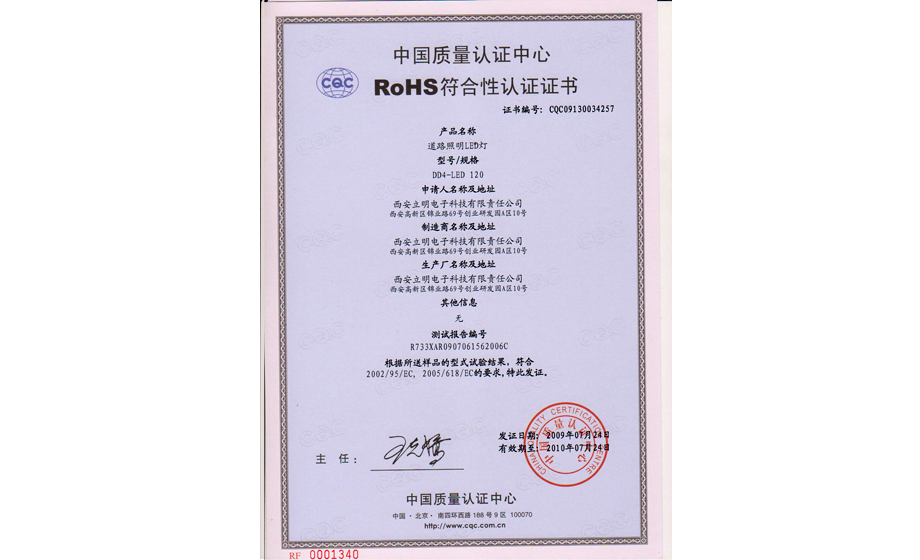 中国质量认证中心
CQC
RoHS符合性认证证书
证书编号: CQC09130034257
产品名称
道路照明LED灯
型号/规格
DD4-LED 120
申请人名称及地址
西安立明电子科技有限责任公司
西安高新区锦业路69号创业研发园A区10号
制造商名称及地址
西安立明电子科技有限责任公司
西安高新区锦业路69号创业研发园A区10号
生产厂名称及地址
西安立明电子科技有限责任公司
西安高新区锦业路69号创业研发园A区10号
其他信息
无
测试报告编号
R733XAR0907061562006C
根据所送样品的型式试验结果, 符合
2002/95/EC, 2005/618/EC的要求,特此发证。
发证日期: 2009年07月24日
有效期至: 2010年07月24日
CHINA QUALITY CERTIFICATION CENTRE
中国质量认证中心
主 任:
中国质量认证中心
中国·北京·南四环西路 188 号 9 区 100070
http://www.cqc.com.cn
RF 0001340